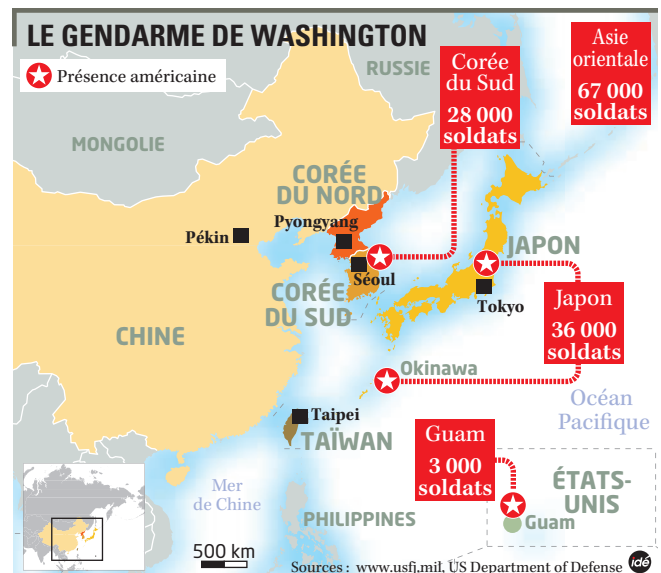 LE GENDARME DE WASHINGTON
Présence américaine
RUSSIE
Corée
du Sud
28 000
soldats
Asie
orientale
67 000
soldats
MONGOLIE
CORÉE
DU NORD
Pyongyang
Pékin
Séoul
JAPON
Tokyo
CORÉE
DU SUD
CHINE
Japon
36 000
soldats
Okinawa
Océan
Pacifique
Taipei
TAÏWAN
Guam
3 000
soldats
ÉTATS-
UNIS
Guam
Mer
de Chine
PHILIPPINES
500 km
Sources : www.usfj.mil, US Department of Defense
idé